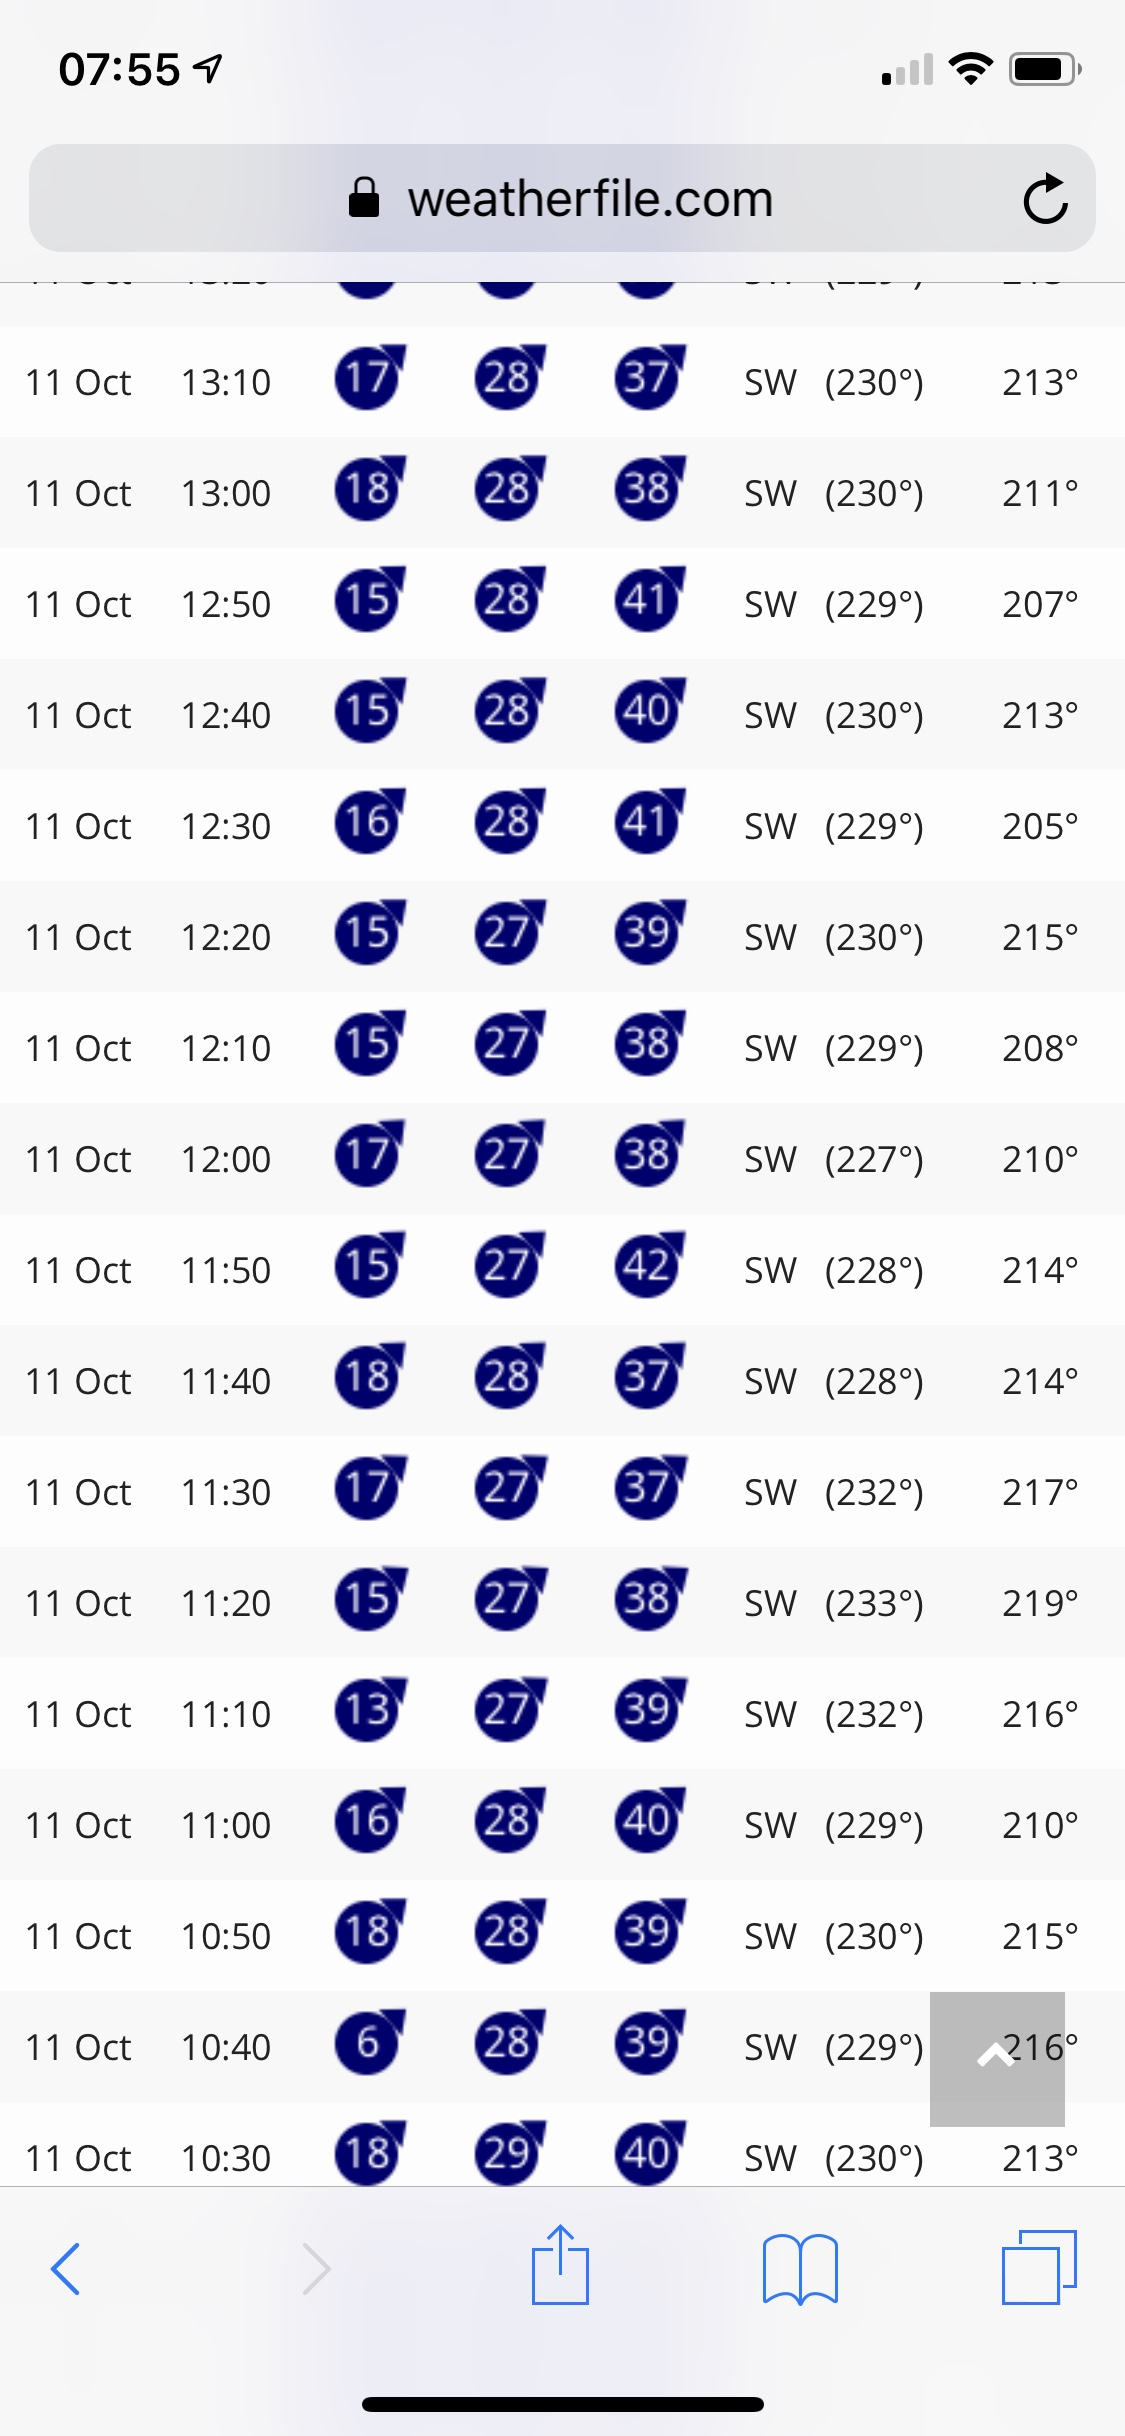 07:55
weatherfile.com
11 Oct 13:10 17 28 37 SW (230°) 213°
11 Oct 13:00 18 28 38 SW (230°) 211°
11 Oct 12:50 15 28 41 SW (229°) 207°
11 Oct 12:40 15 28 40 SW (230°) 213°
11 Oct 12:30 16 28 41 SW (229°) 205°
11 Oct 12:20 15 27 39 SW (230°) 215°
11 Oct 12:10 15 27 38 SW (229°) 208°
11 Oct 12:00 17 27 38 SW (227°) 210°
11 Oct 11:50 15 27 42 SW (228°) 214°
11 Oct 11:40 18 28 37 SW (228°) 214°
11 Oct 11:30 17 27 37 SW (232°) 217°
11 Oct 11:20 15 27 38 SW (233°) 219°
11 Oct 11:10 13 27 39 SW (232°) 216°
11 Oct 11:00 16 28 40 SW (229°) 210°
11 Oct 10:50 18 28 39 SW (230°) 215°
11 Oct 10:40 6 28 39 SW (229°) 216°
11 Oct 10:30 18 29 40 SW (230°) 213°